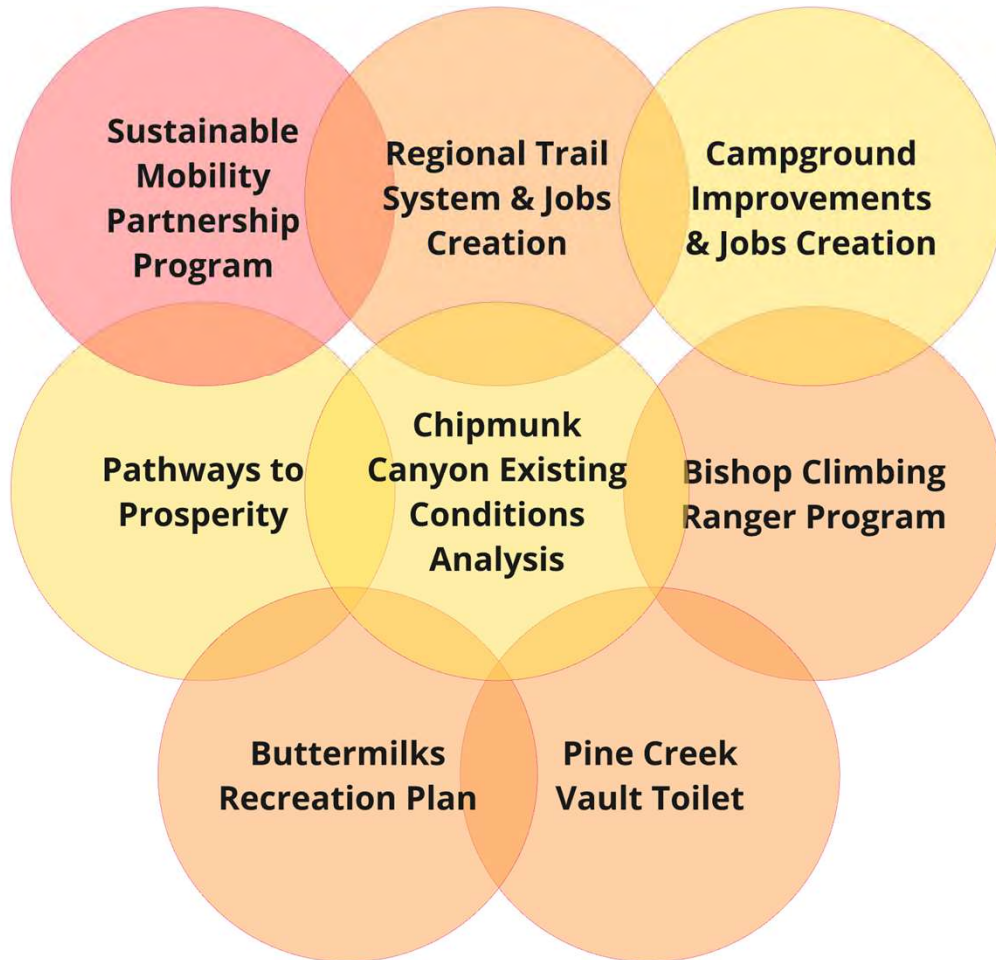 Sustainable
Mobility
Partnership
Program
Regional Trail
System & Jobs
Creation
Campground
Improvements
& Jobs Creation
Pathways to
Prosperity
Chipmunk
Canyon Existing
Conditions
Analysis
Bishop Climbing
Ranger Program
Buttermilks
Recreation Plan
Pine Creek
Vault Toilet